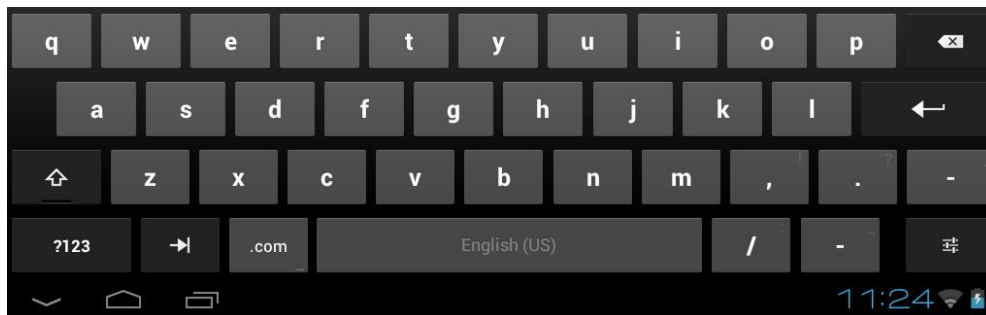 q w e r t y u i o p
a s d f g h j k l
z x c v b n m , ! . ? -
?123 .com ... English (US) / : - _
11:24